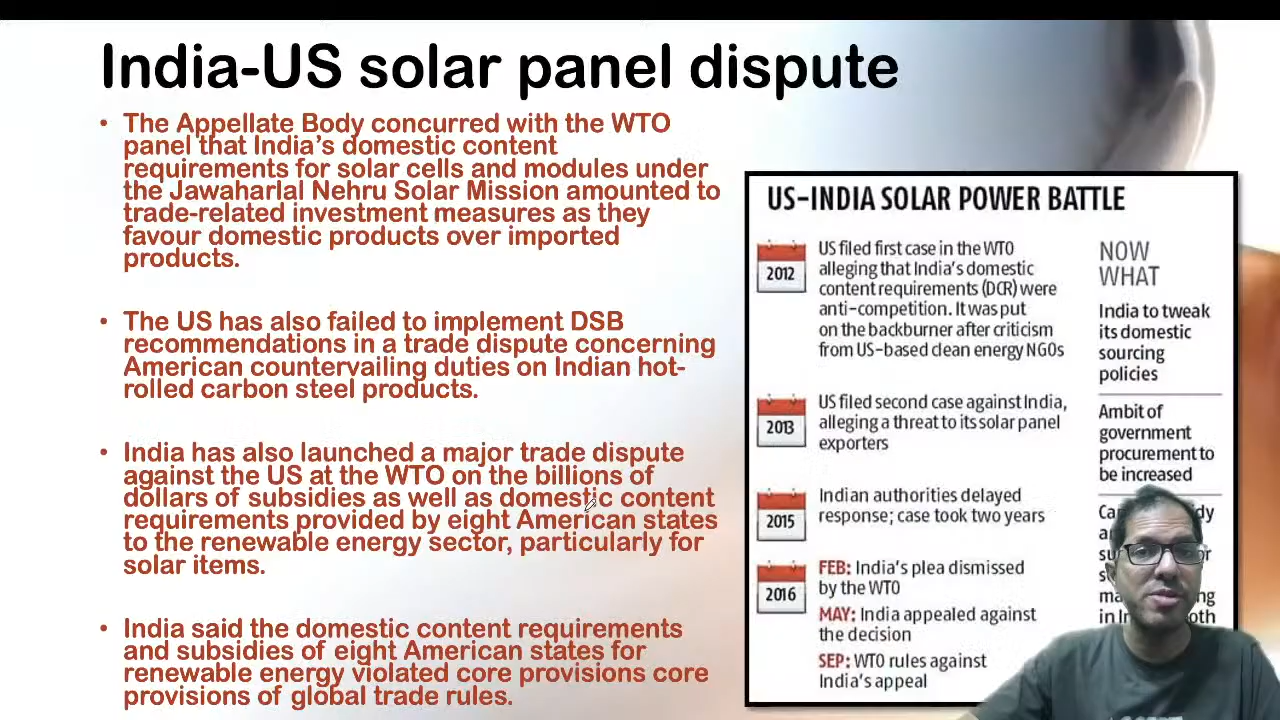 India-US solar panel dispute
• The Appellate Body concurred with the WTO
panel that India's domestic content
requirements for solar cells and modules under
the Jawaharlal Nehru Solar Mission amounted to
trade-related investment measures as they
favour domestic products over imported
products.
• The US has also failed to implement DSB
recommendations in a trade dispute concerning
American countervailing duties on Indian hot-
rolled carbon steel products.
• India has also launched a major trade dispute
against the US at the WTO on the billions of
dollars of subsidies as well as domestic content
requirements provided by eight American states
to the renewable energy sector, particularly for
solar items.
• India said the domestic content requirements
and subsidies of eight American states for
renewable energy violated core provisions core
provisions of global trade rules.
US-INDIA SOLAR POWER BATTLE
2012
US filed first case in the WTO
alleging that India's domestic
content requirements (DCR) were
anti-competition. It was put
on the backburner after criticism
from US-based clean energy NGOs
2013
US filed second case against India,
alleging a threat to its solar panel
exporters
2015
Indian authorities delayed
response; case took two years
2016
FEB: India's plea dismissed
by the WTO
MAY: India appealed against
the decision
SEP: WTO rules against
India's appeal
NOW
WHAT
India to tweak
its domestic
sourcing
policies
Ambit of
government
procurement to
be increased
in